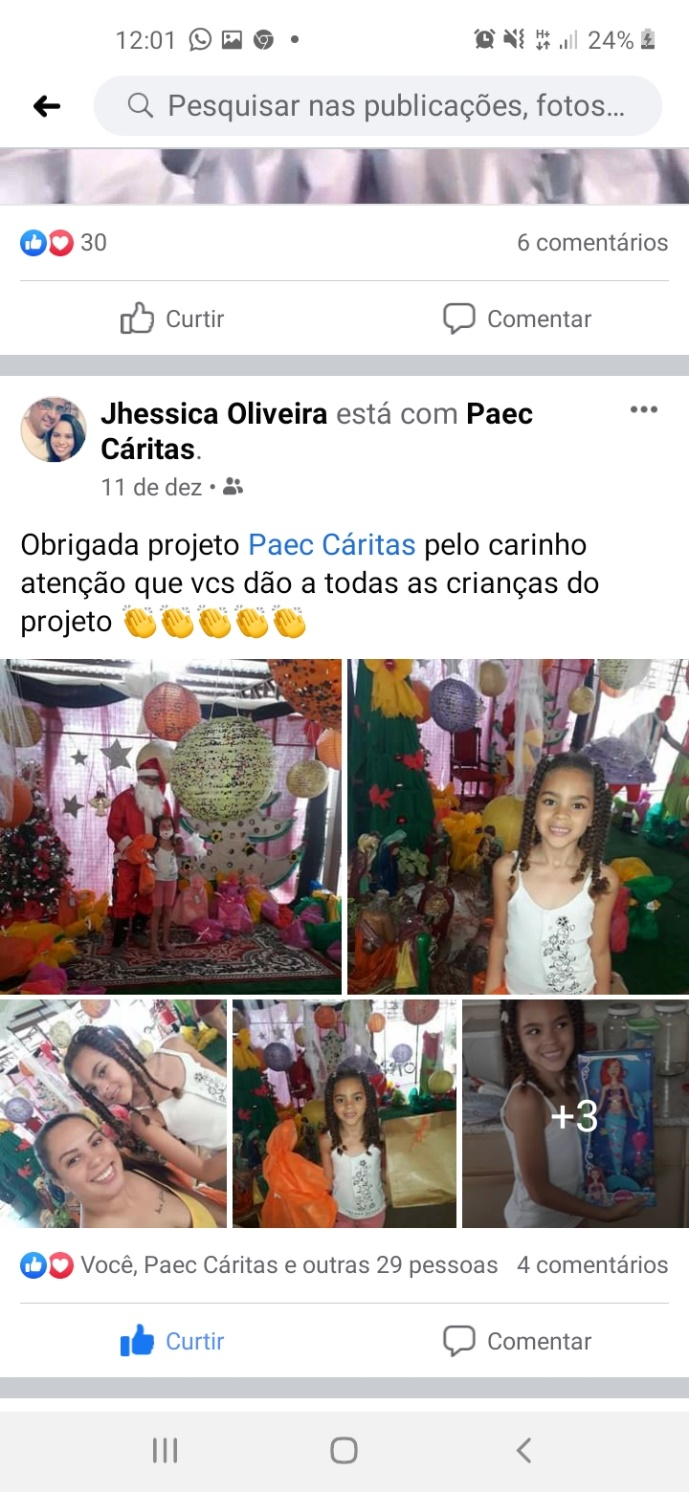 12:01 24%
Pesquisar nas publicações, fotos...
30 6 comentários
Curtir Comentar
Jhessica Oliveira está com Paec
Cáritas.
11 de dez •
Obrigada projeto Paec Cáritas pelo carinho
atenção que vcs dão a todas as crianças do
projeto 👏👏👏👏👏
+3
Você, Paec Cáritas e outras 29 pessoas 4 comentários
Curtir Comentar